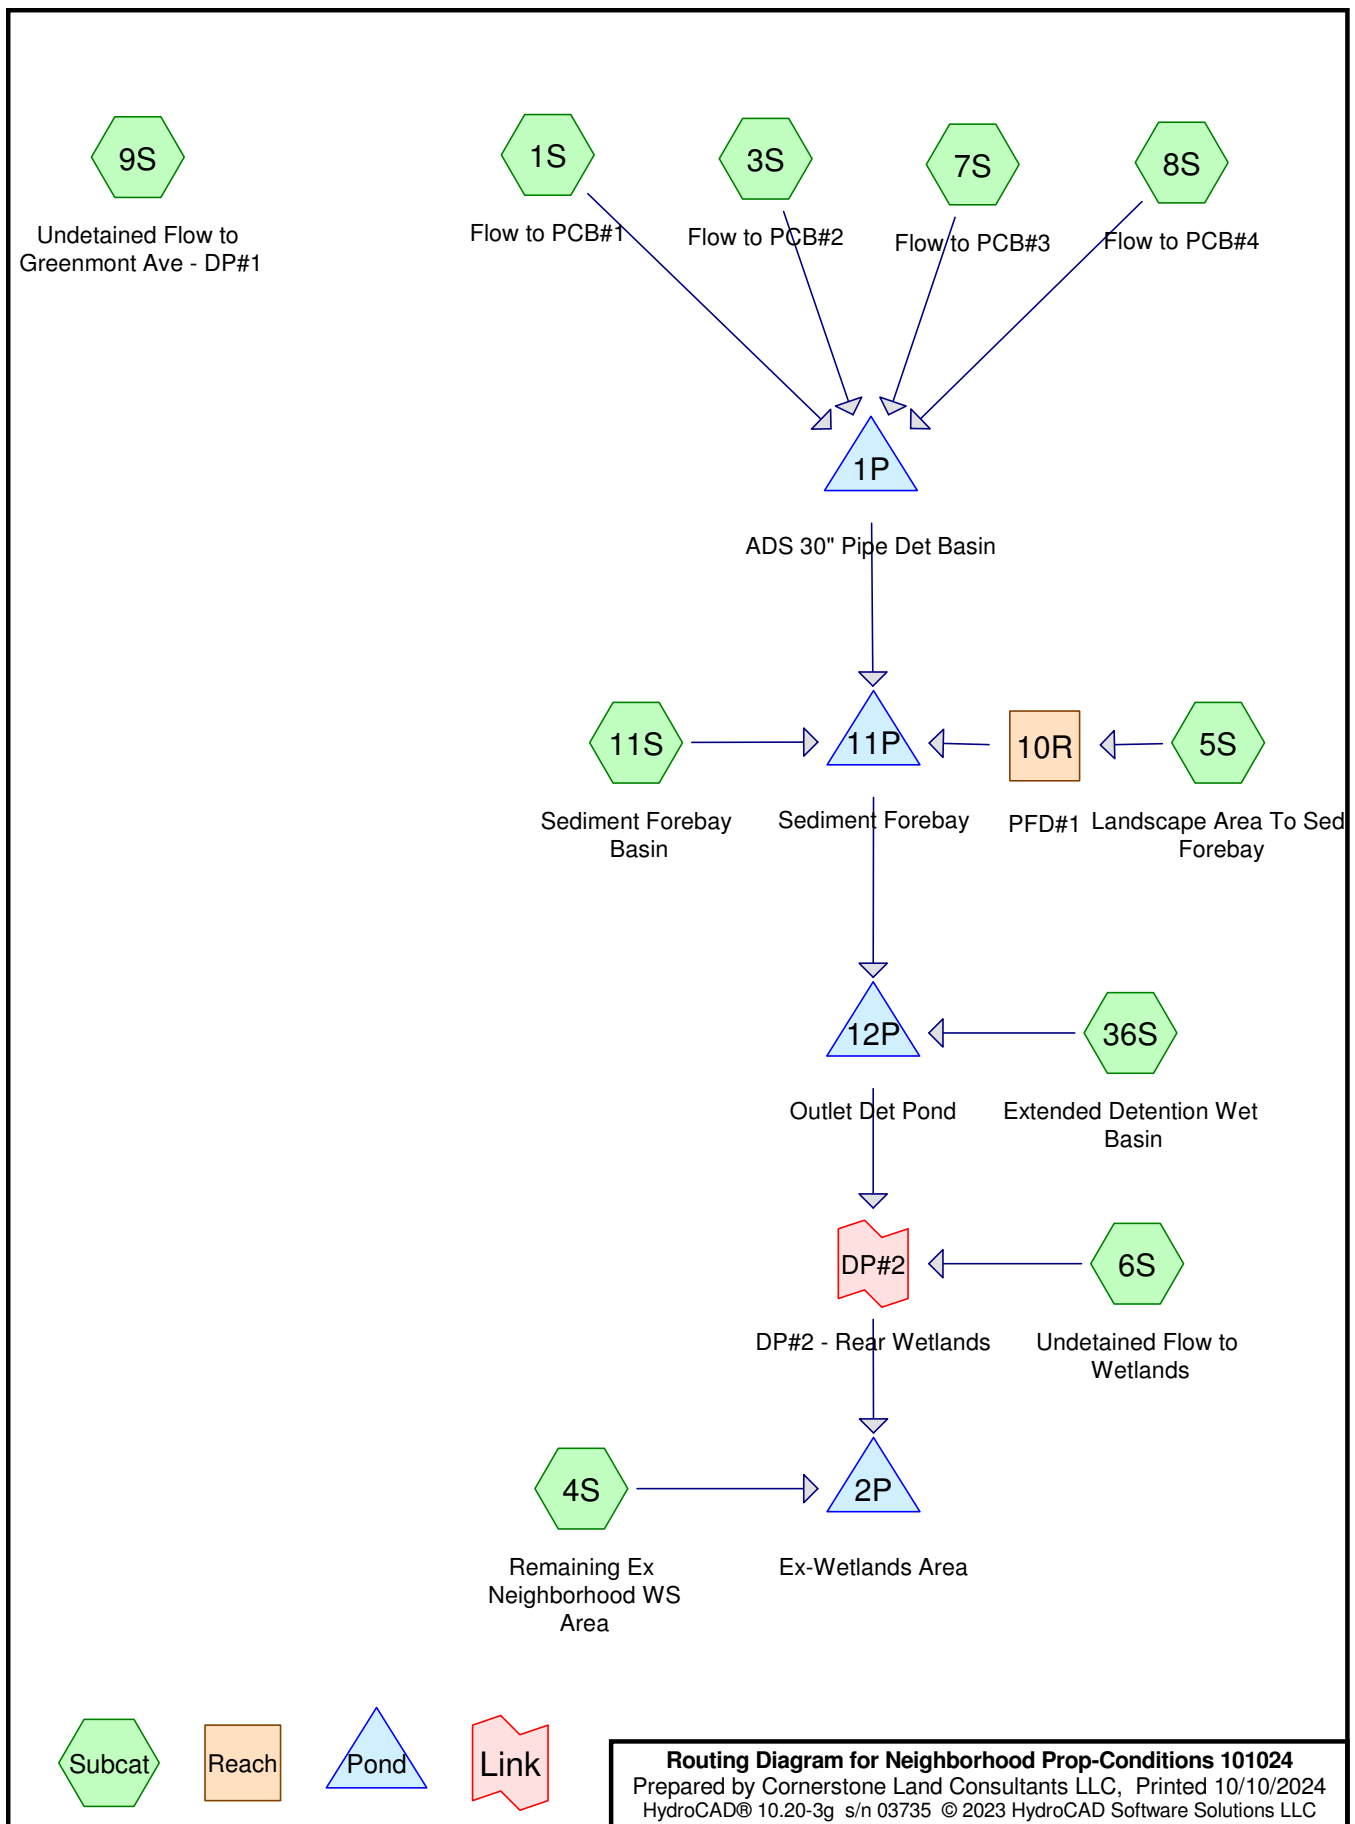 9S
Undetained Flow to
Greenmont Ave - DP#1
1S
Flow to PCB#1
3S
Flow to PCB#2
7S
Flow to PCB#3
8S
Flow to PCB#4
1P
ADS 30" Pipe Det Basin
11S
Sediment Forebay
Basin
11P
Sediment Forebay
10R
PFD#1
5S
Landscape Area To Sed
Forebay
12P
Outlet Det Pond
36S
Extended Detention Wet
Basin
DP#2
DP#2 - Rear Wetlands
6S
Undetained Flow to
Wetlands
4S
Remaining Ex
Neighborhood WS
Area
2P
Ex-Wetlands Area
Subcat
Reach
Pond
Link
Routing Diagram for Neighborhood Prop-Conditions 101024
Prepared by Cornerstone Land Consultants LLC, Printed 10/10/2024
HydroCAD® 10.20-3g s/n 03735 © 2023 HydroCAD Software Solutions LLC